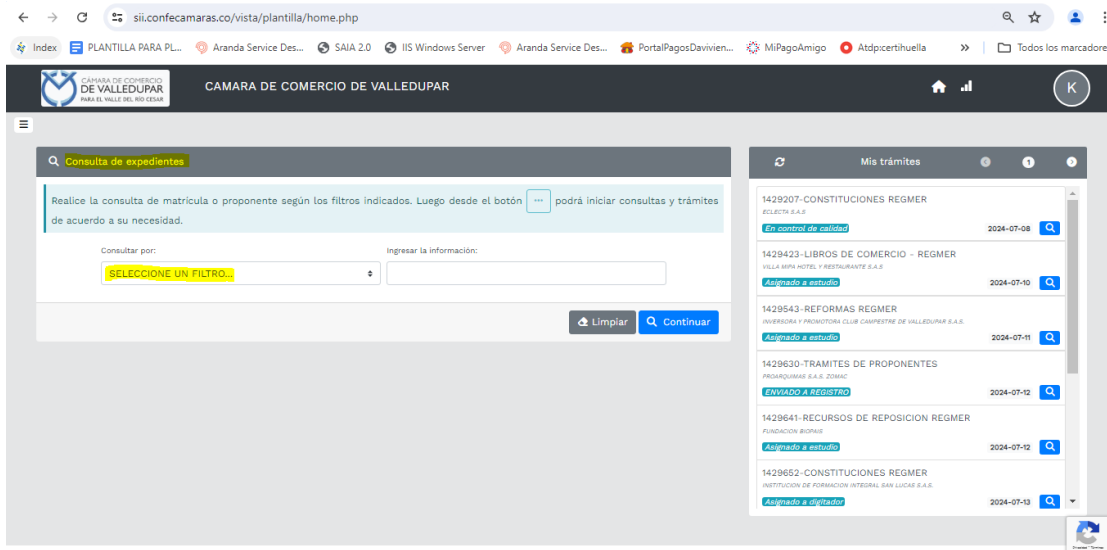 sii.confecamaras.co/vista/plantilla/home.php
Index PLANTILLA PARA PL... Aranda Service Des... SAIA 2.0 IIS Windows Server Aranda Service Des... PortalPagosDavivien... MiPagoAmigo Atdp:certihuella » Todos los marcadore
CÁMARA DE COMERCIO
DE VALLEDUPAR
PARA EL VALLE DEL RÍO CESAR
CAMARA DE COMERCIO DE VALLEDUPAR
K
Consulta de expedientes
Realice la consulta de matrícula o proponente según los filtros indicados. Luego desde el botón ... podrá iniciar consultas y trámites
de acuerdo a su necesidad.
Consultar por:
Ingresar la información:
SELECCIONE UN FILTRO...
Limpiar
Continuar
Mis trámites
1
1429207-CONSTITUCIONES REGMER
ECLECTA S.A.S
En control de calidad 2024-07-08
1429423-LIBROS DE COMERCIO - REGMER
VILLA MIPA HOTEL Y RESTAURANTE S.A.S
Asignado a estudio 2024-07-10
1429543-REFORMAS REGMER
INVERSORA Y PROMOTORA CLUB CAMPESTRE DE VALLEDUPAR S.A.S.
Asignado a estudio 2024-07-11
1429630-TRAMITES DE PROPONENTES
PROARQUIMAS S.A.S. ZOMAC
ENVIADO A REGISTRO 2024-07-12
1429641-RECURSOS DE REPOSICION REGMER
FUNDACION BIOPAIS
Asignado a estudio 2024-07-12
1429652-CONSTITUCIONES REGMER
INSTITUCION DE FORMACION INTEGRAL SAN LUCAS S.A.S.
Asignado a digitador 2024-07-13